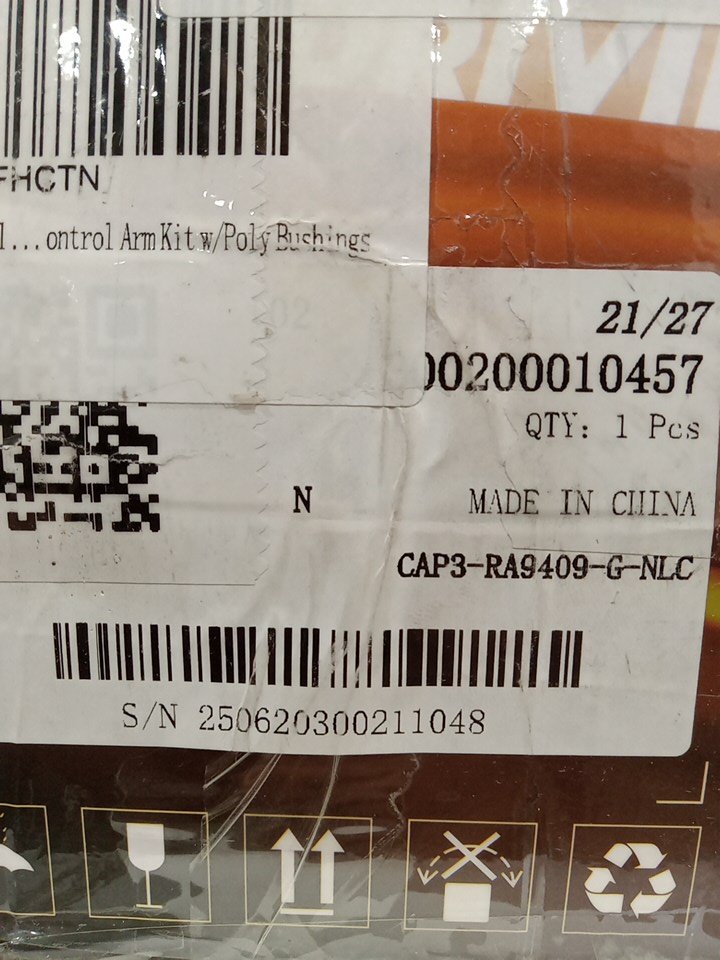 FHCTN
l...ontrol Arm Kit w/Poly Bushings
21/27
00200010457
QTY: 1 Pcs
N
MADE IN CHINA
CAP3-RA9409-G-NLC
S/N 250620300211048